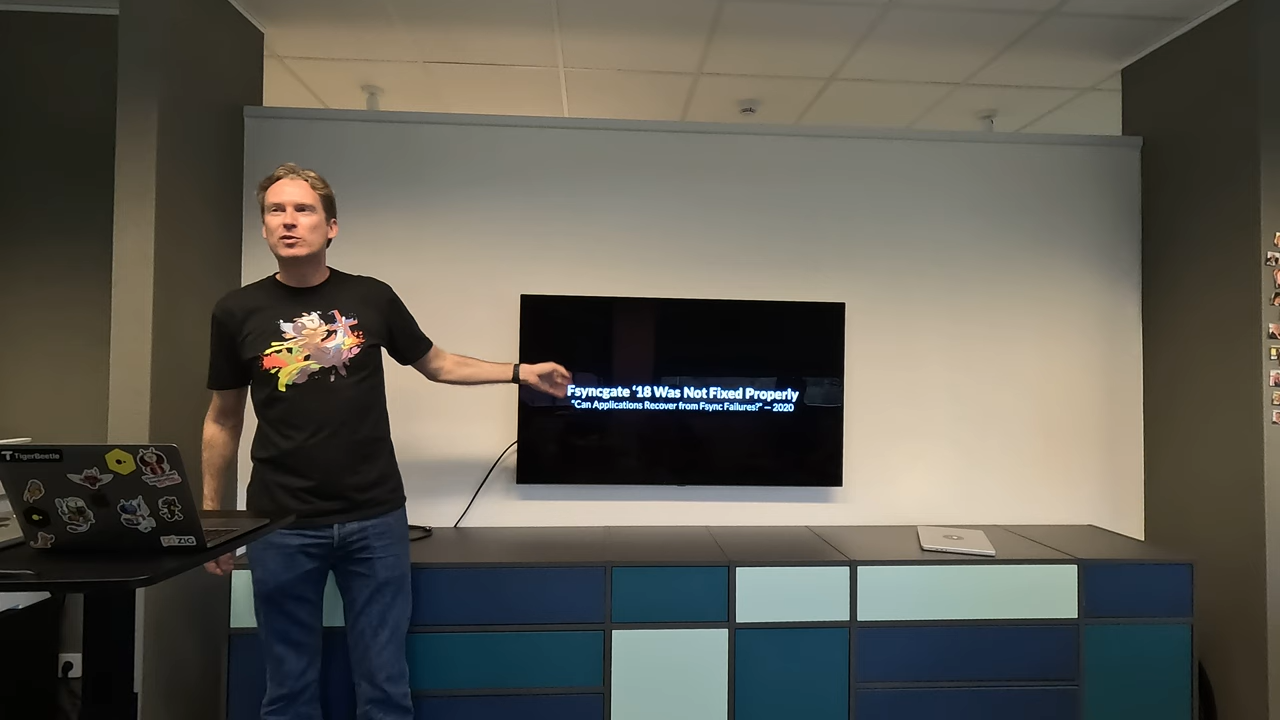 Fsyncgate ‘18 Was Not Fixed Properly
“Can Applications Recover from Fsync Failures?” — 2020
TigerBeetle
ZIG